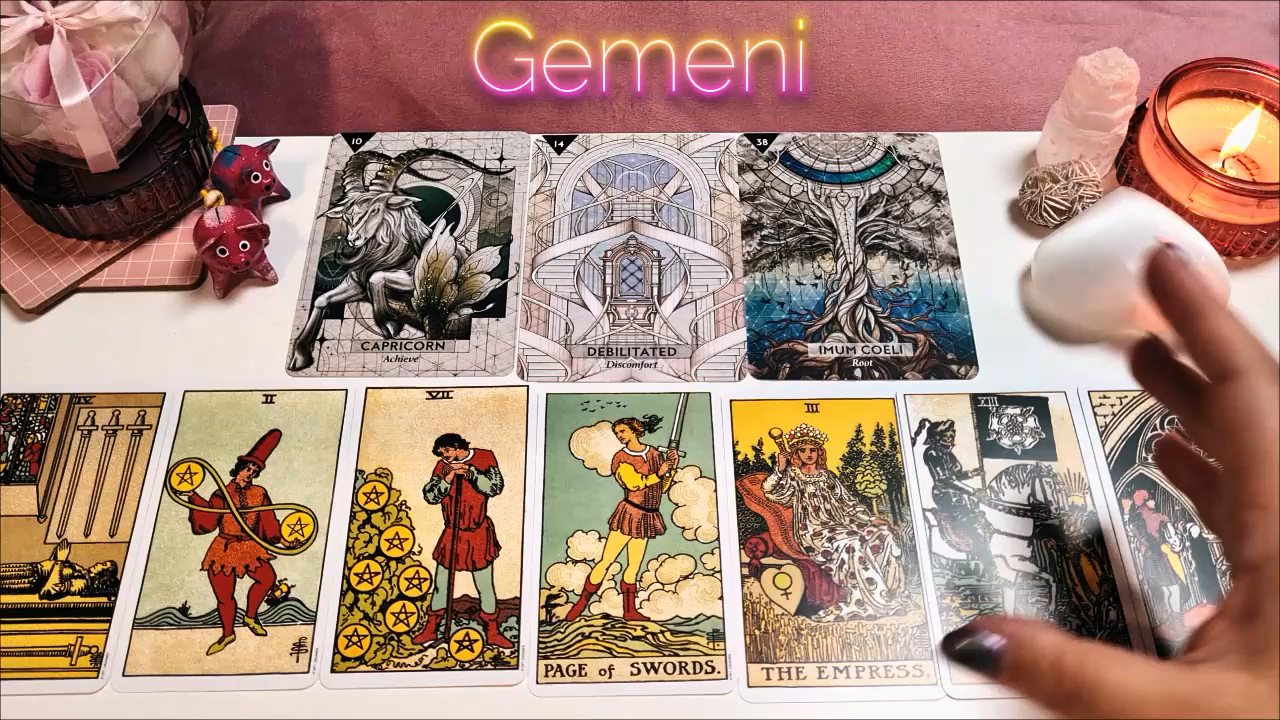 Gemeni
10
14
38
CAPRICORN
Achieve
DEBILITATED
Discomfort
IMUM COELI
Root
IV
II
VII
III
XIII
PAGE of SWORDS.
THE EMPRESS.